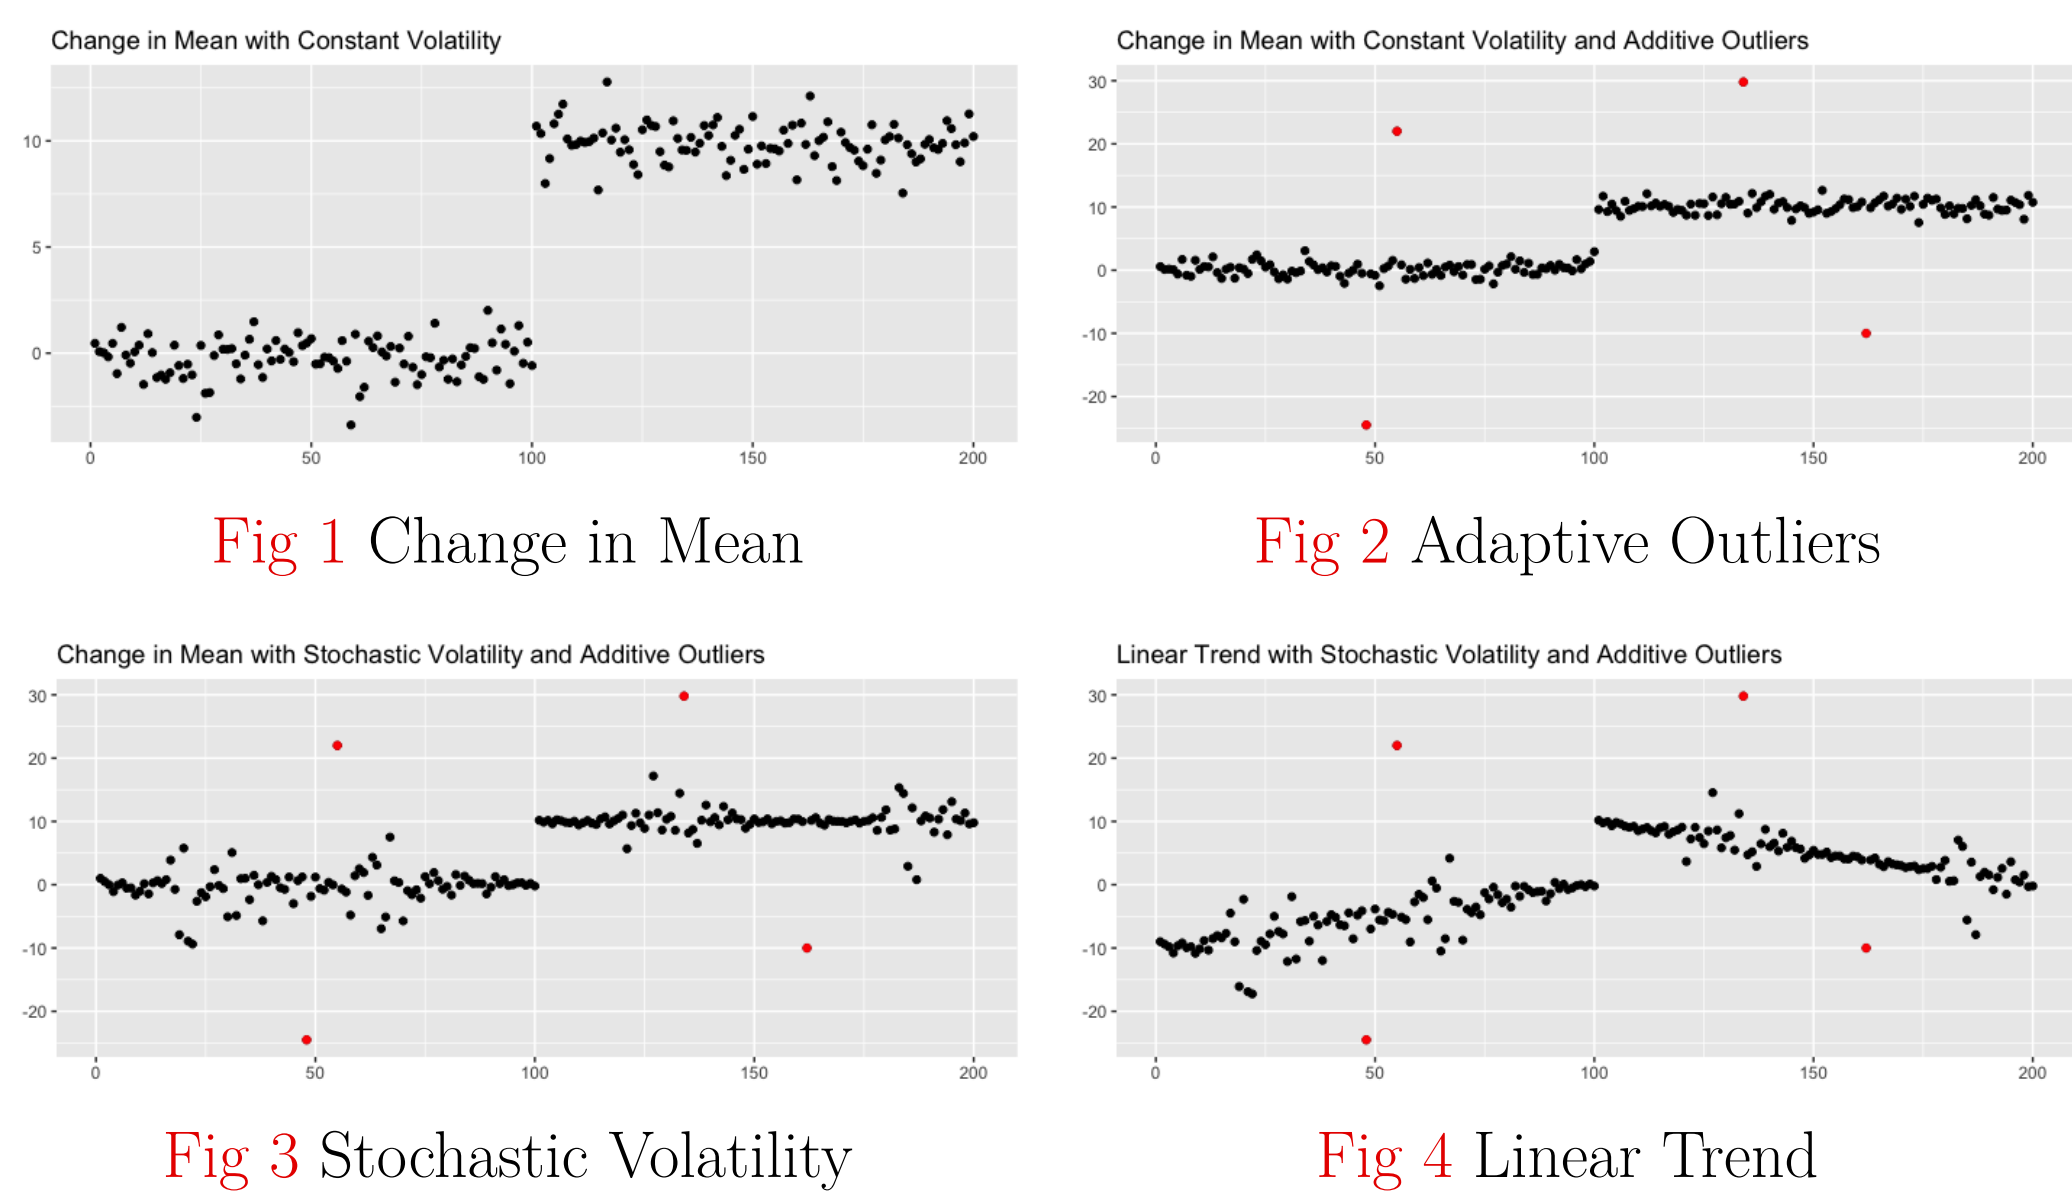 Change in Mean with Constant Volatility
10
5
0
0 50 100 150 200
Fig 1 Change in Mean
Change in Mean with Constant Volatility and Additive Outliers
30
20
10
0
-10
-20
0 50 100 150 200
Fig 2 Adaptive Outliers
Change in Mean with Stochastic Volatility and Additive Outliers
30
20
10
0
-10
-20
0 50 100 150 200
Fig 3 Stochastic Volatility
Linear Trend with Stochastic Volatility and Additive Outliers
30
20
10
0
-10
-20
0 50 100 150 200
Fig 4 Linear Trend